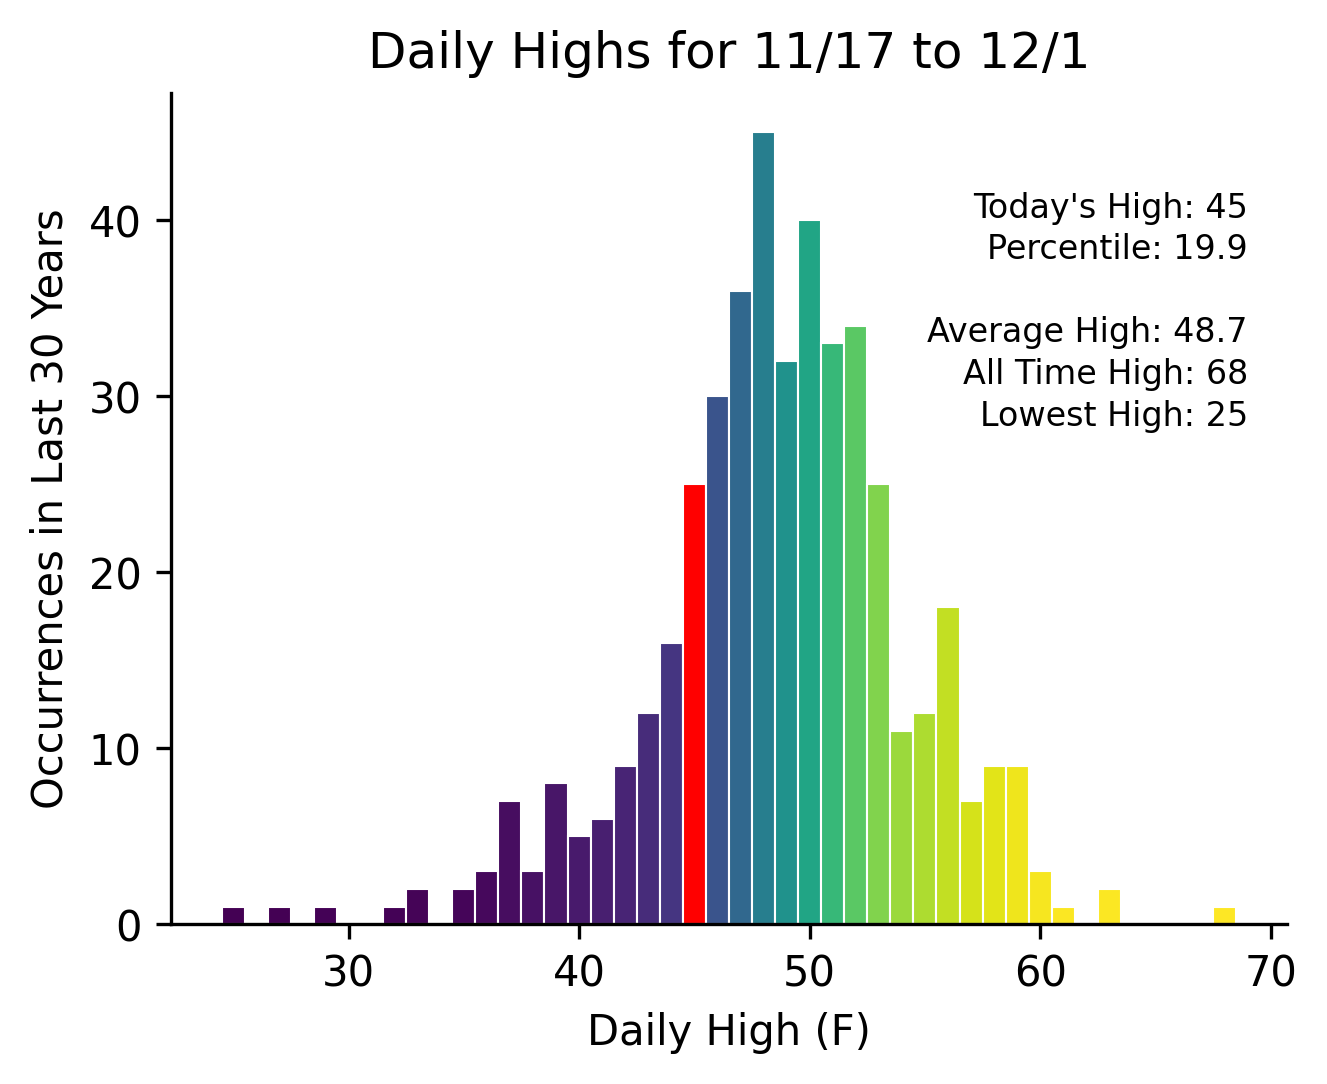 Daily Highs for 11/17 to 12/1
Today's High: 45
Percentile: 19.9
Average High: 48.7
All Time High: 68
Lowest High: 25
Occurrences in Last 30 Years
40
30
20
10
0
30 40 50 60 70
Daily High (F)